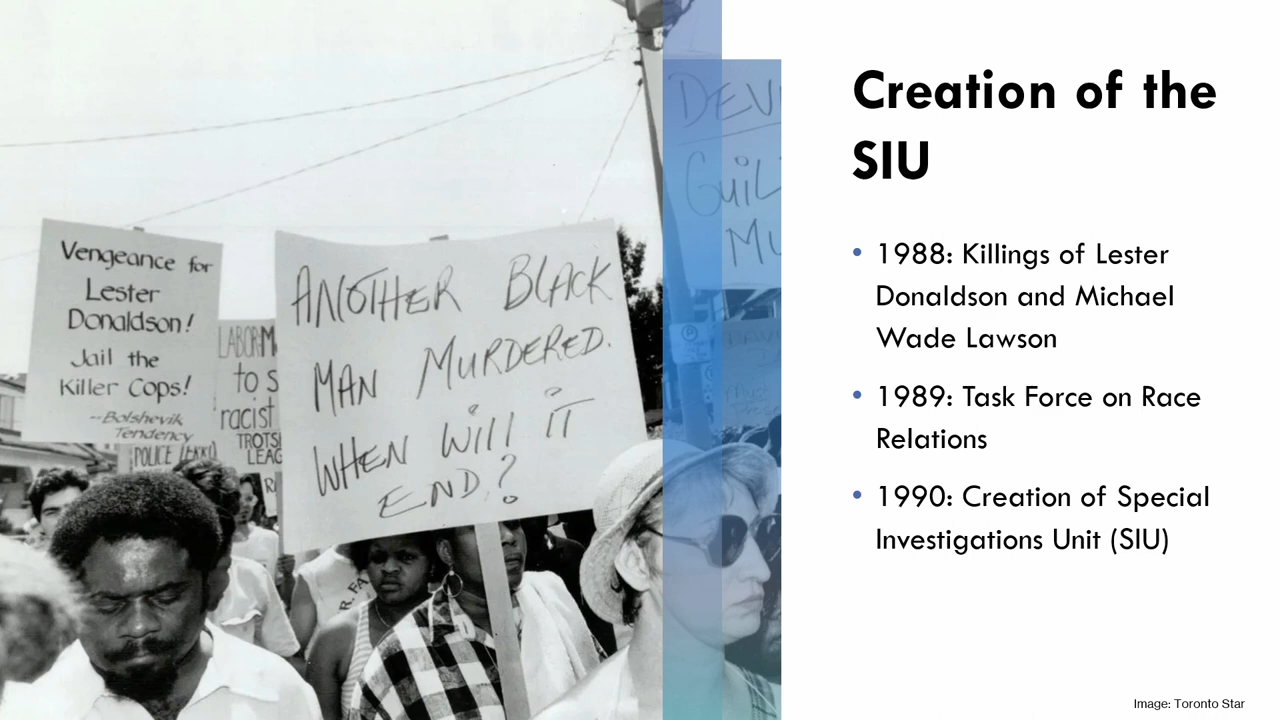 Vengeance for
Lester
Donaldson!
Jail the
Killer Cops!
~Bolshevik
Tendency
to s
racist
ANOTHER BLACK
MAN MURDERED.
WHEN WILL IT
END?
Creation of the
SIU
• 1988: Killings of Lester
Donaldson and Michael
Wade Lawson
• 1989: Task Force on Race
Relations
• 1990: Creation of Special
Investigations Unit (SIU)
Image: Toronto Star